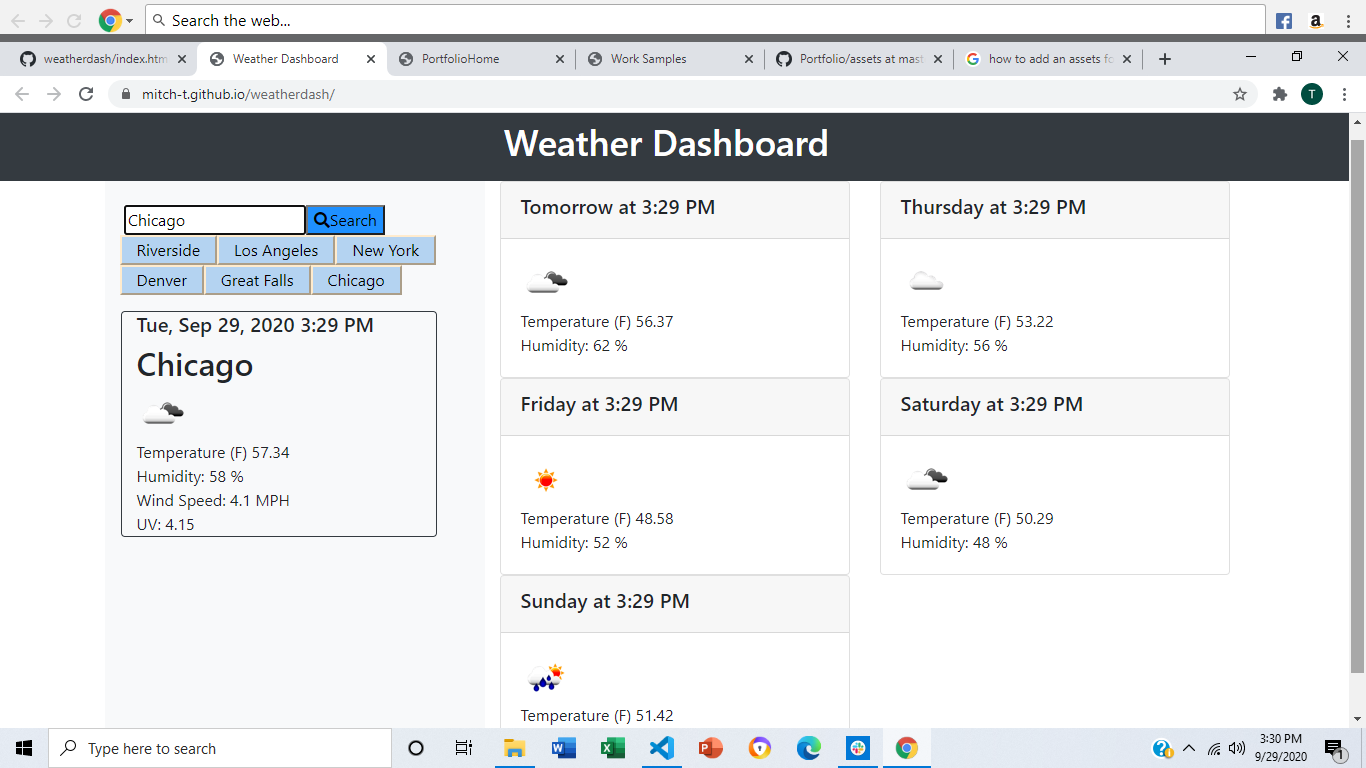 Search the web...
weatherdash/index.htm
Weather Dashboard
PortfolioHome
Work Samples
Portfolio/assets at mast
how to add an assets fo
mitch-t.github.io/weatherdash/
T
Weather Dashboard
Chicago
Search
Riverside
Los Angeles
New York
Denver
Great Falls
Chicago
Tue, Sep 29, 2020 3:29 PM
Chicago
Temperature (F) 57.34
Humidity: 58 %
Wind Speed: 4.1 MPH
UV: 4.15
Tomorrow at 3:29 PM
Temperature (F) 56.37
Humidity: 62 %
Thursday at 3:29 PM
Temperature (F) 53.22
Humidity: 56 %
Friday at 3:29 PM
Temperature (F) 48.58
Humidity: 52 %
Saturday at 3:29 PM
Temperature (F) 50.29
Humidity: 48 %
Sunday at 3:29 PM
Temperature (F) 51.42
Type here to search
3:30 PM
9/29/2020
1